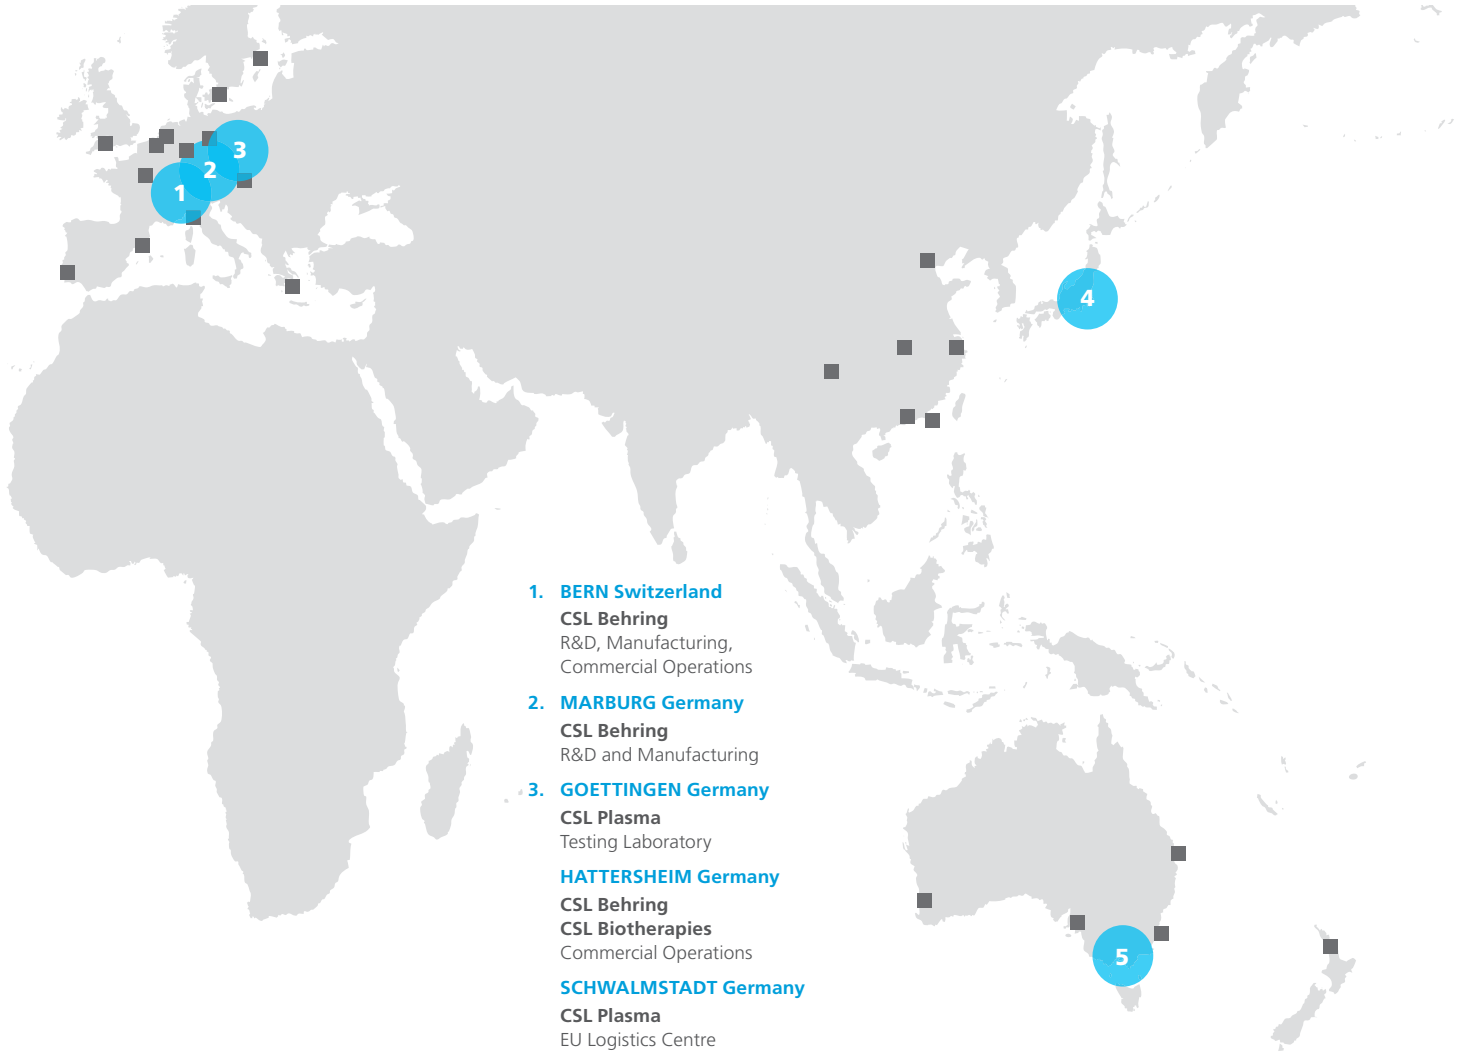 3
2
1
4
5
1. BERN Switzerland
CSL Behring
R&D, Manufacturing,
Commercial Operations
2. MARBURG Germany
CSL Behring
R&D and Manufacturing
3. GOETTINGEN Germany
CSL Plasma
Testing Laboratory
HATTERSHEIM Germany
CSL Behring
CSL Biotherapies
Commercial Operations
SCHWALMSTADT Germany
CSL Plasma
EU Logistics Centre